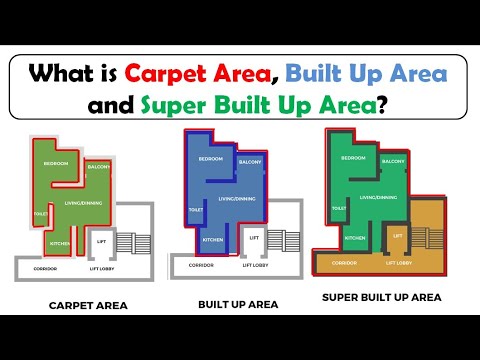 What is Carpet Area, Built Up Area
and Super Built Up Area?
BEDROOM
BALCONY
LIVING/DINNING
TOILET
KITCHEN
LIFT
CORRIDOR
LIFT LOBBY
CARPET AREA
BEDROOM
BALCONY
LIVING/DINNING
TOILET
KITCHEN
LIFT
CORRIDOR
LIFT LOBBY
BUILT UP AREA
BEDROOM
BALCONY
LIVING/DINNING
TOILET
KITCHEN
LIFT
CORRIDOR
LIFT LOBBY
SUPER BUILT UP AREA